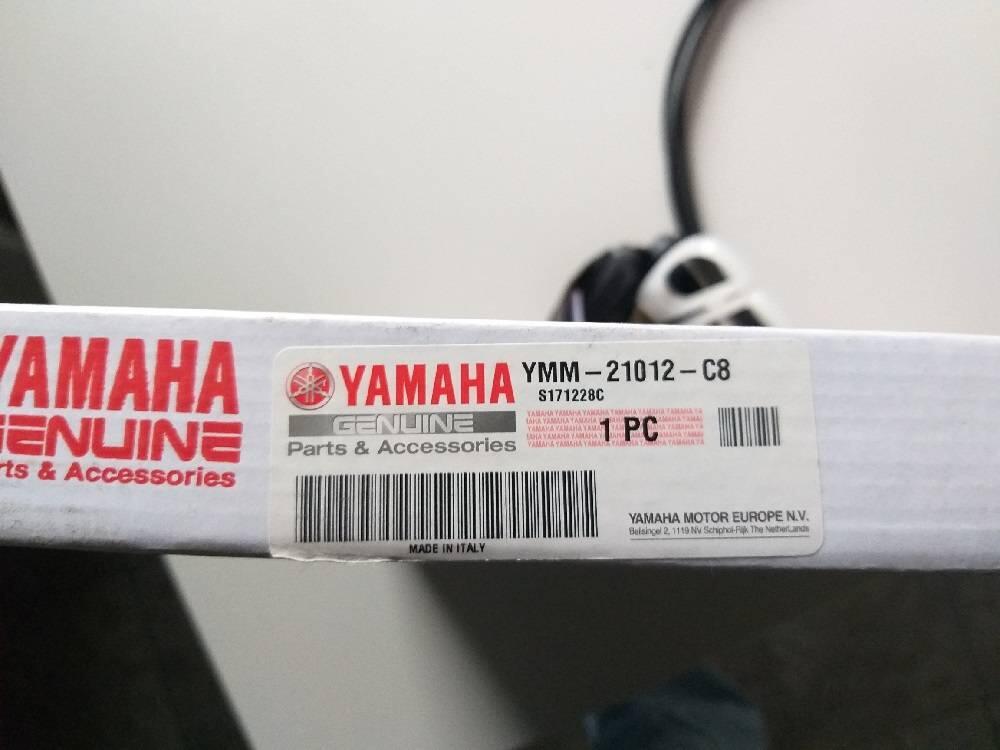 YAMAHA
GENUINE
Parts & Accessories
YAMAHA
GENUINE
Parts & Accessories
YMM-21012-C8
S171228C
1 PC
MADE IN ITALY
YAMAHA MOTOR EUROPE N.V.
Belsingel 2, 1119 NV Schiphol-Rijk The Netherlands